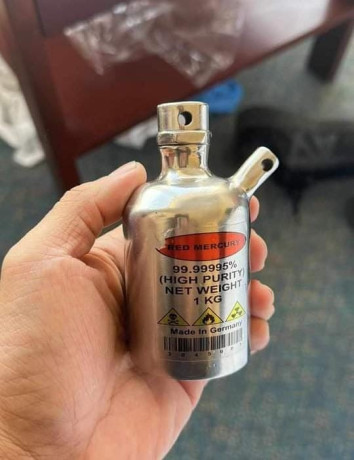 RED MERCURY
99.99995%
(HIGH PURITY)
NET WEIGHT
1 KG
Made In Germany